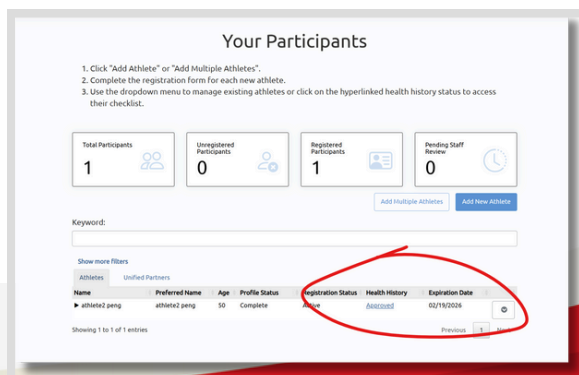 Your Participants
1. Click "Add Athlete" or "Add Multiple Athletes".
2. Complete the registration form for each new athlete.
3. Use the dropdown menu to manage existing athletes or click on the hyperlinked health
history status to access
their checklist.
Total Participants
1
Unregistered
Participants
0
Registered
Participants
1
Pending Staff
Review
0
Add Multiple Athletes
Add New Athlete
Keyword:
Show more filters
Athletes Unified Partners
Name Preferred Name Age Profile Status Registration Status Health History Expiration Date
athlete2 peng athlete2 peng 50 Complete Active Approved 02/19/2026
Showing 1 to 1 of 1 entries
Previous 1 Next